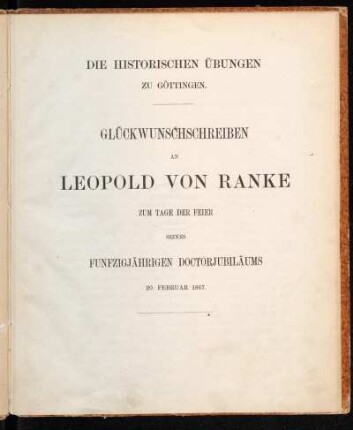 DIE HISTORISCHEN ÜBUNGEN
ZU GÖTTINGEN.
GLÜCKWUNSCHSCHREIBEN
AN
LEOPOLD VON RANKE
ZUM TAGE DER FEIER
SEINES
FUNFZIGJÄHRIGEN DOCTORJUBILÄUMS
20. FEBRUAR 1867.